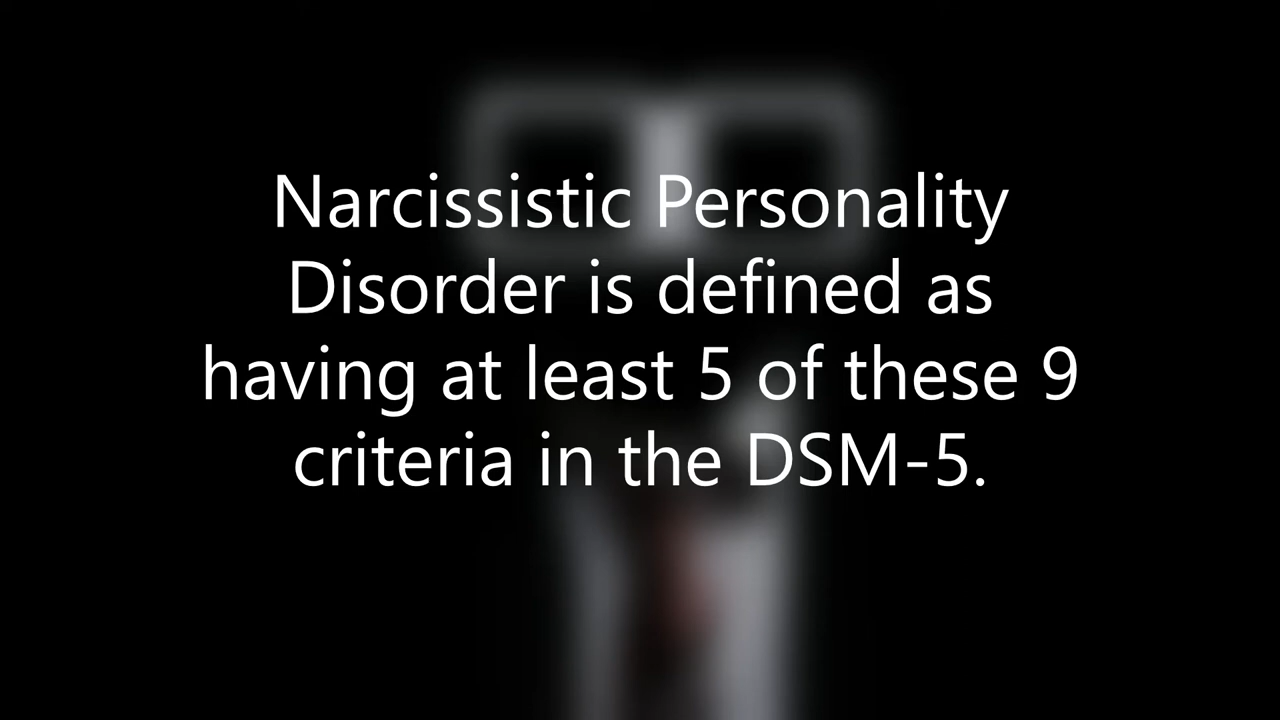 Narcissistic Personality
Disorder is defined as
having at least 5 of these 9
criteria in the DSM-5.